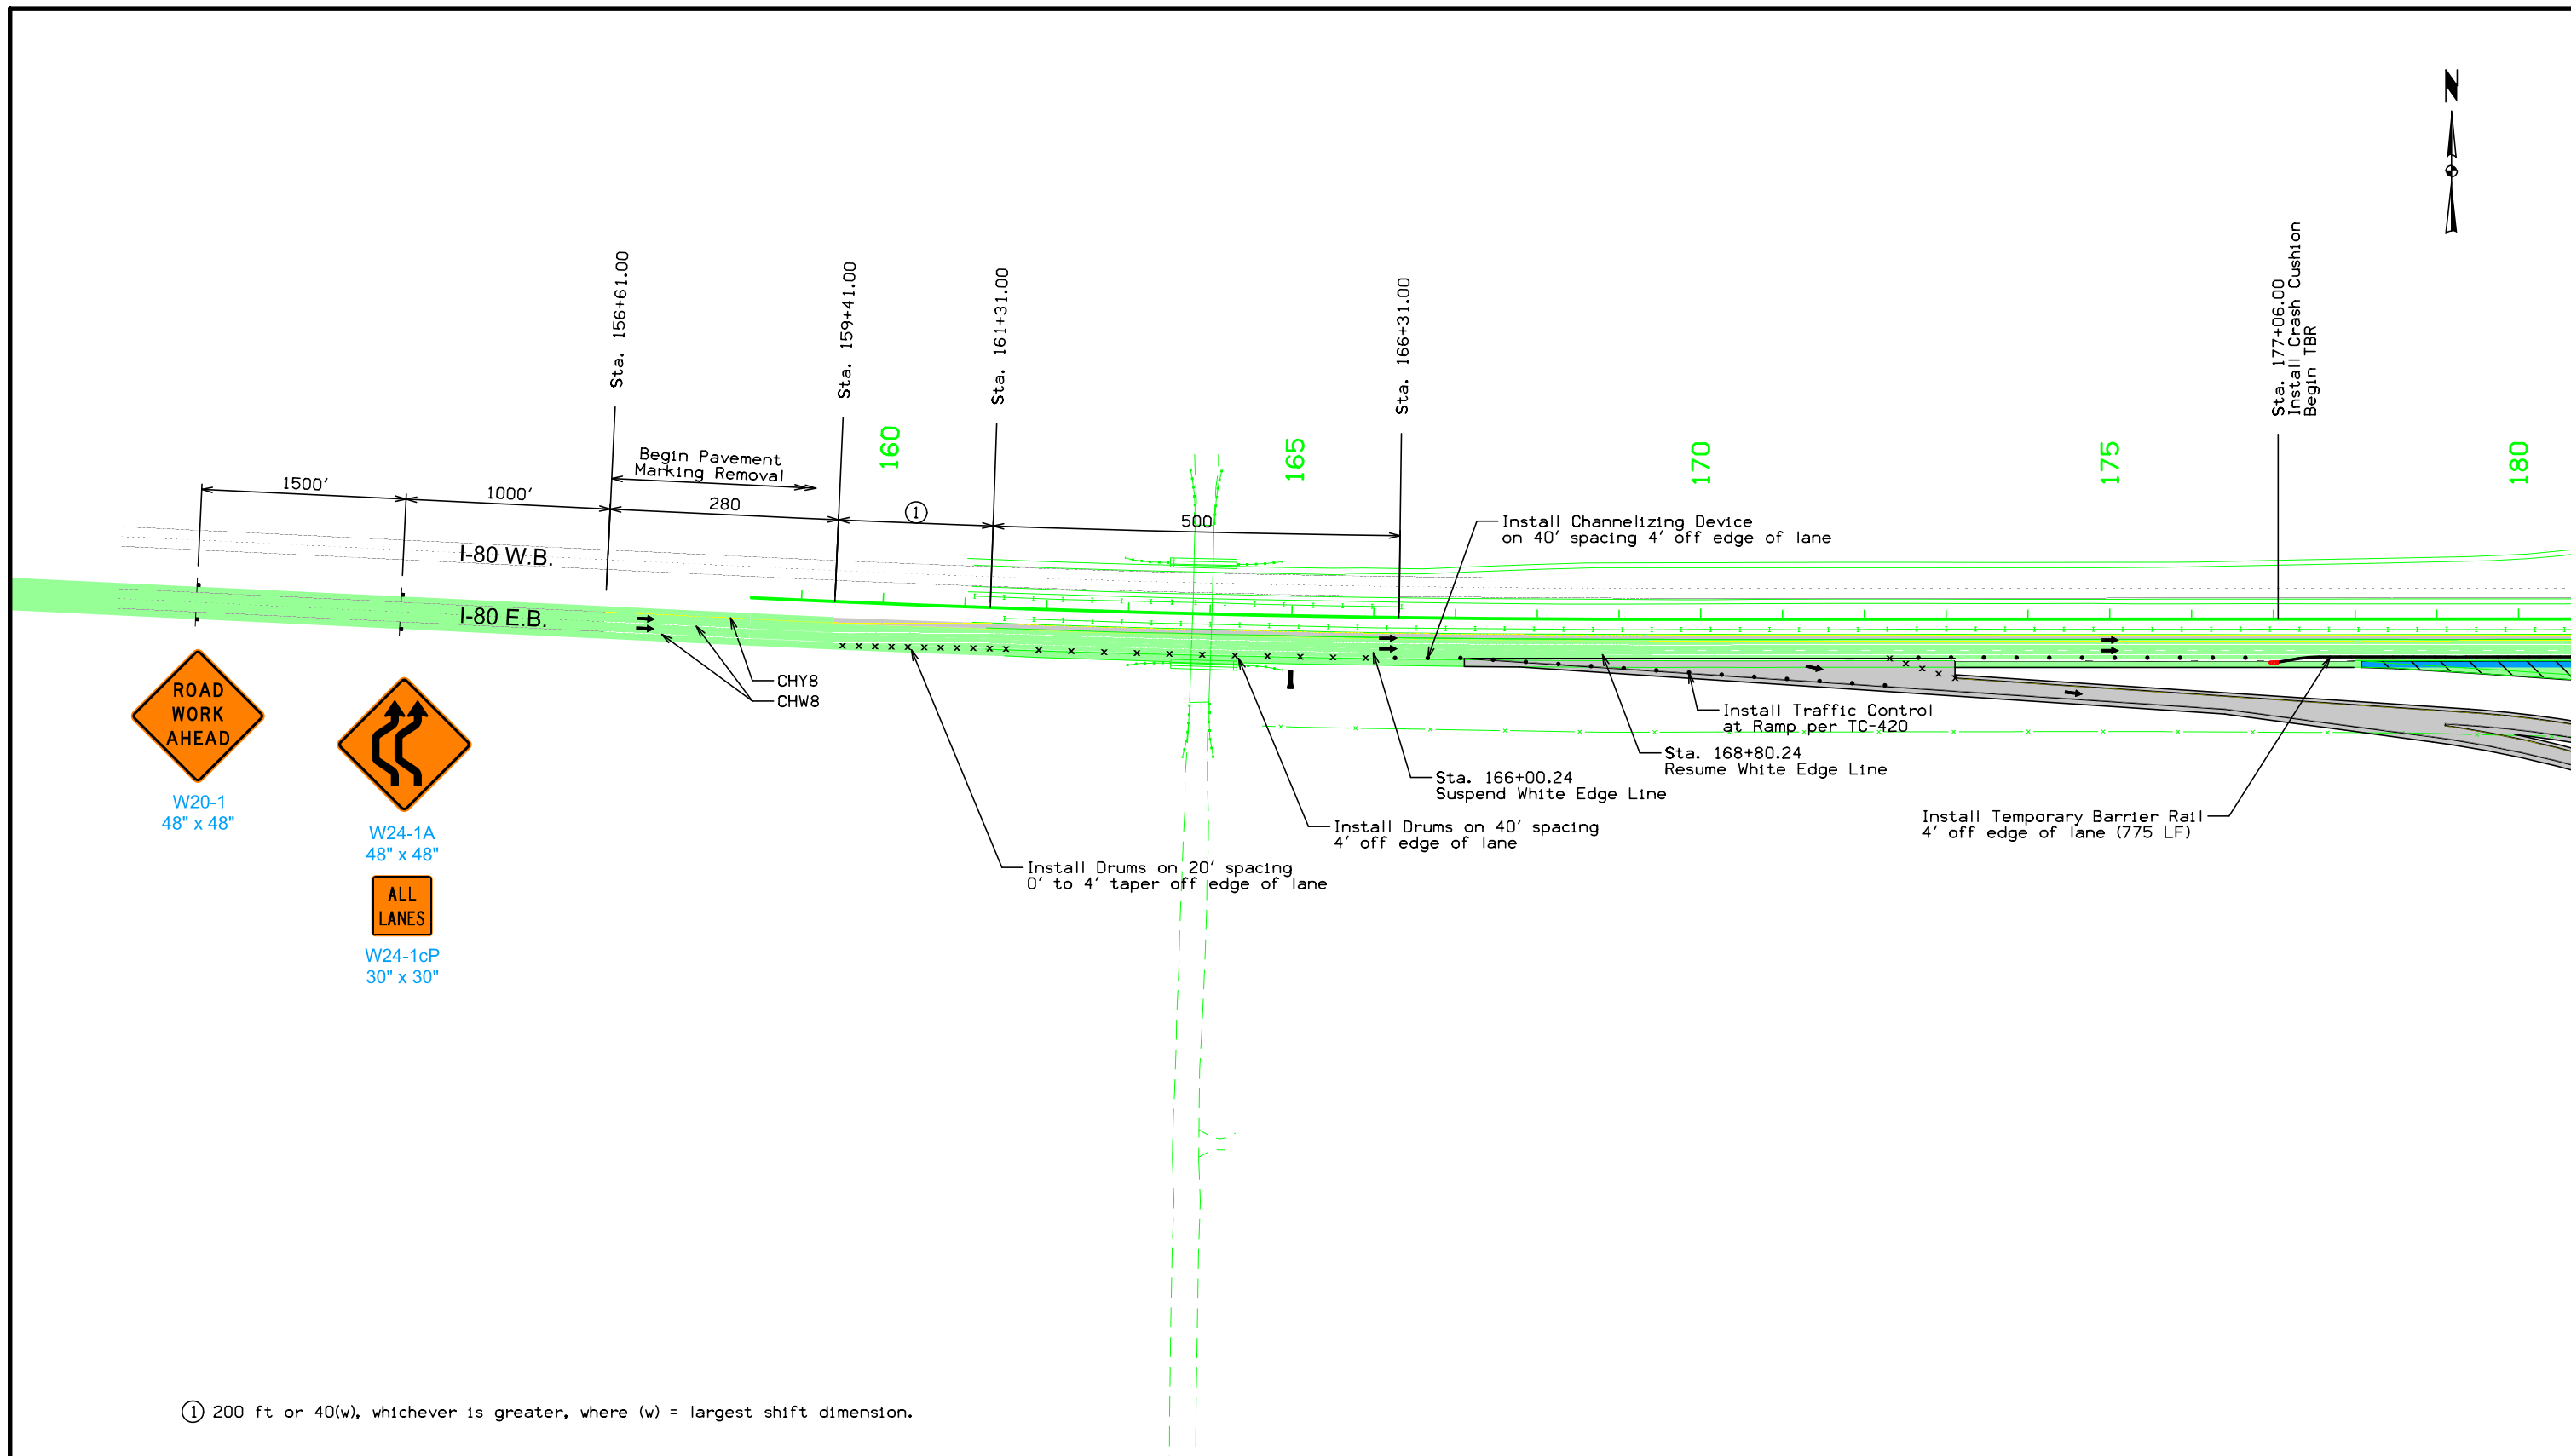 N
Sta. 156+61.00
Sta. 159+41.00
Sta. 161+31.00
Sta. 166+31.00
Sta. 177+06.00
Install Crash Cushion
Begin TBR
160
165
170
175
180
Begin Pavement
Marking Removal
1500'
1000'
280
1
500
Install Channelizing Device
on 40' spacing 4' off edge of lane
I-80 W.B.
I-80 E.B.
CHY8
CHW8
ROAD
WORK
AHEAD
W20-1
48" x 48"
W24-1A
48" x 48"
ALL
LANES
W24-1cP
30" x 30"
Install Traffic Control
at Ramp per TC-420
Sta. 168+80.24
Resume White Edge Line
Sta. 166+00.24
Suspend White Edge Line
Install Temporary Barrier Rail
4' off edge of lane (775 LF)
Install Drums on 40' spacing
4' off edge of lane
Install Drums on 20' spacing
0' to 4' taper off edge of lane
1 200 ft or 40(w), whichever is greater, where (w) = largest shift dimension.